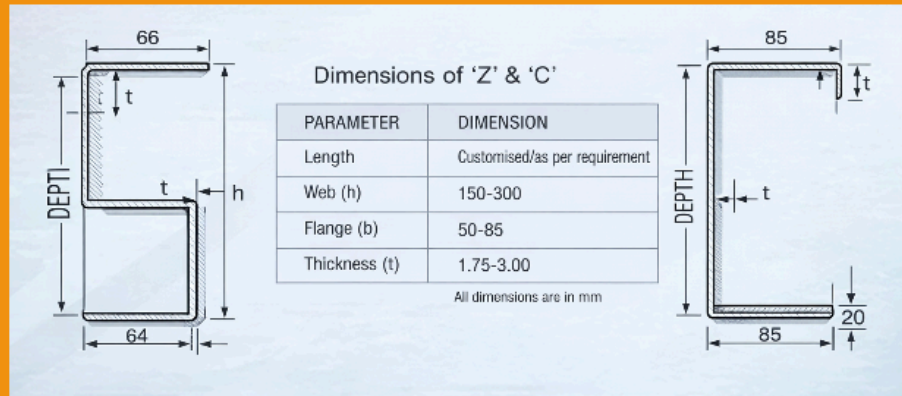 66
t
DEPTI
t
h
64
Dimensions of 'Z' & 'C'
PARAMETER DIMENSION
Length Customised/as per requirement
Web (h) 150-300
Flange (b) 50-85
Thickness (t) 1.75-3.00
All dimensions are in mm
85
t
DEPTH
t
20
85